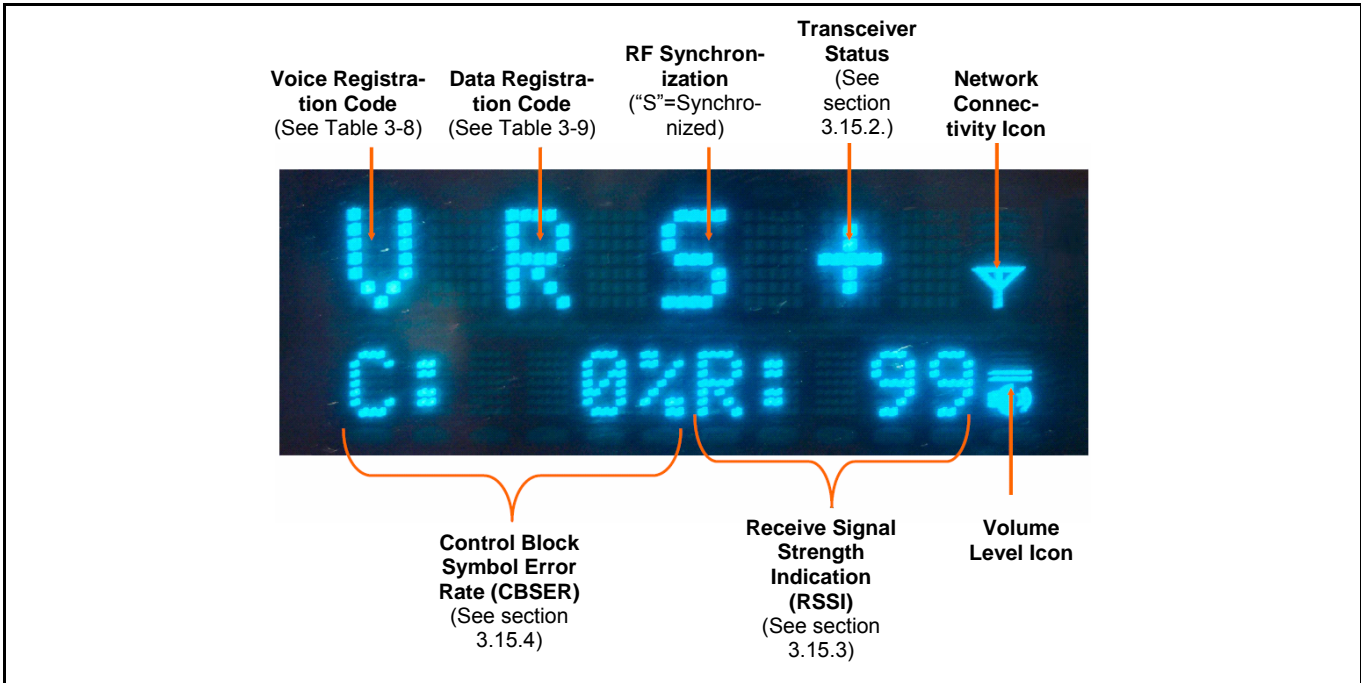 Voice Registra-
tion Code
(See Table 3-8)
Data Registra-
tion Code
(See Table 3-9)
RF Synchron-
ization
("S"=Synchro-
nized)
Transceiver
Status
(See
section
3.15.2.)
Network
Connec-
tivity Icon
V R S +
C: 0%R: 99
Control Block
Symbol Error
Rate (CBSER)
(See section
3.15.4)
Receive Signal
Strength
Indication
(RSSI)
(See section
3.15.3)
Volume
Level Icon